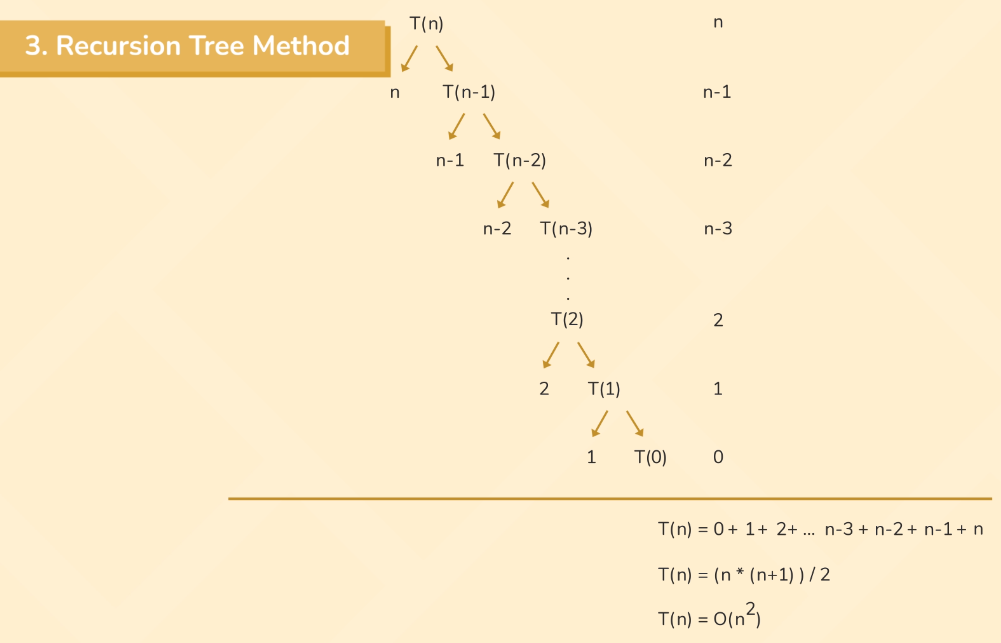 3. Recursion Tree Method
T(n) n
n T(n-1) n-1
n-1 T(n-2) n-2
n-2 T(n-3) n-3
.
.
.
T(2) 2
2 T(1) 1
1 T(0) 0
T(n) = 0 + 1 + 2+ ... n-3 + n-2 + n-1 + n
T(n) = (n * (n+1) ) / 2
T(n) = O(n²)